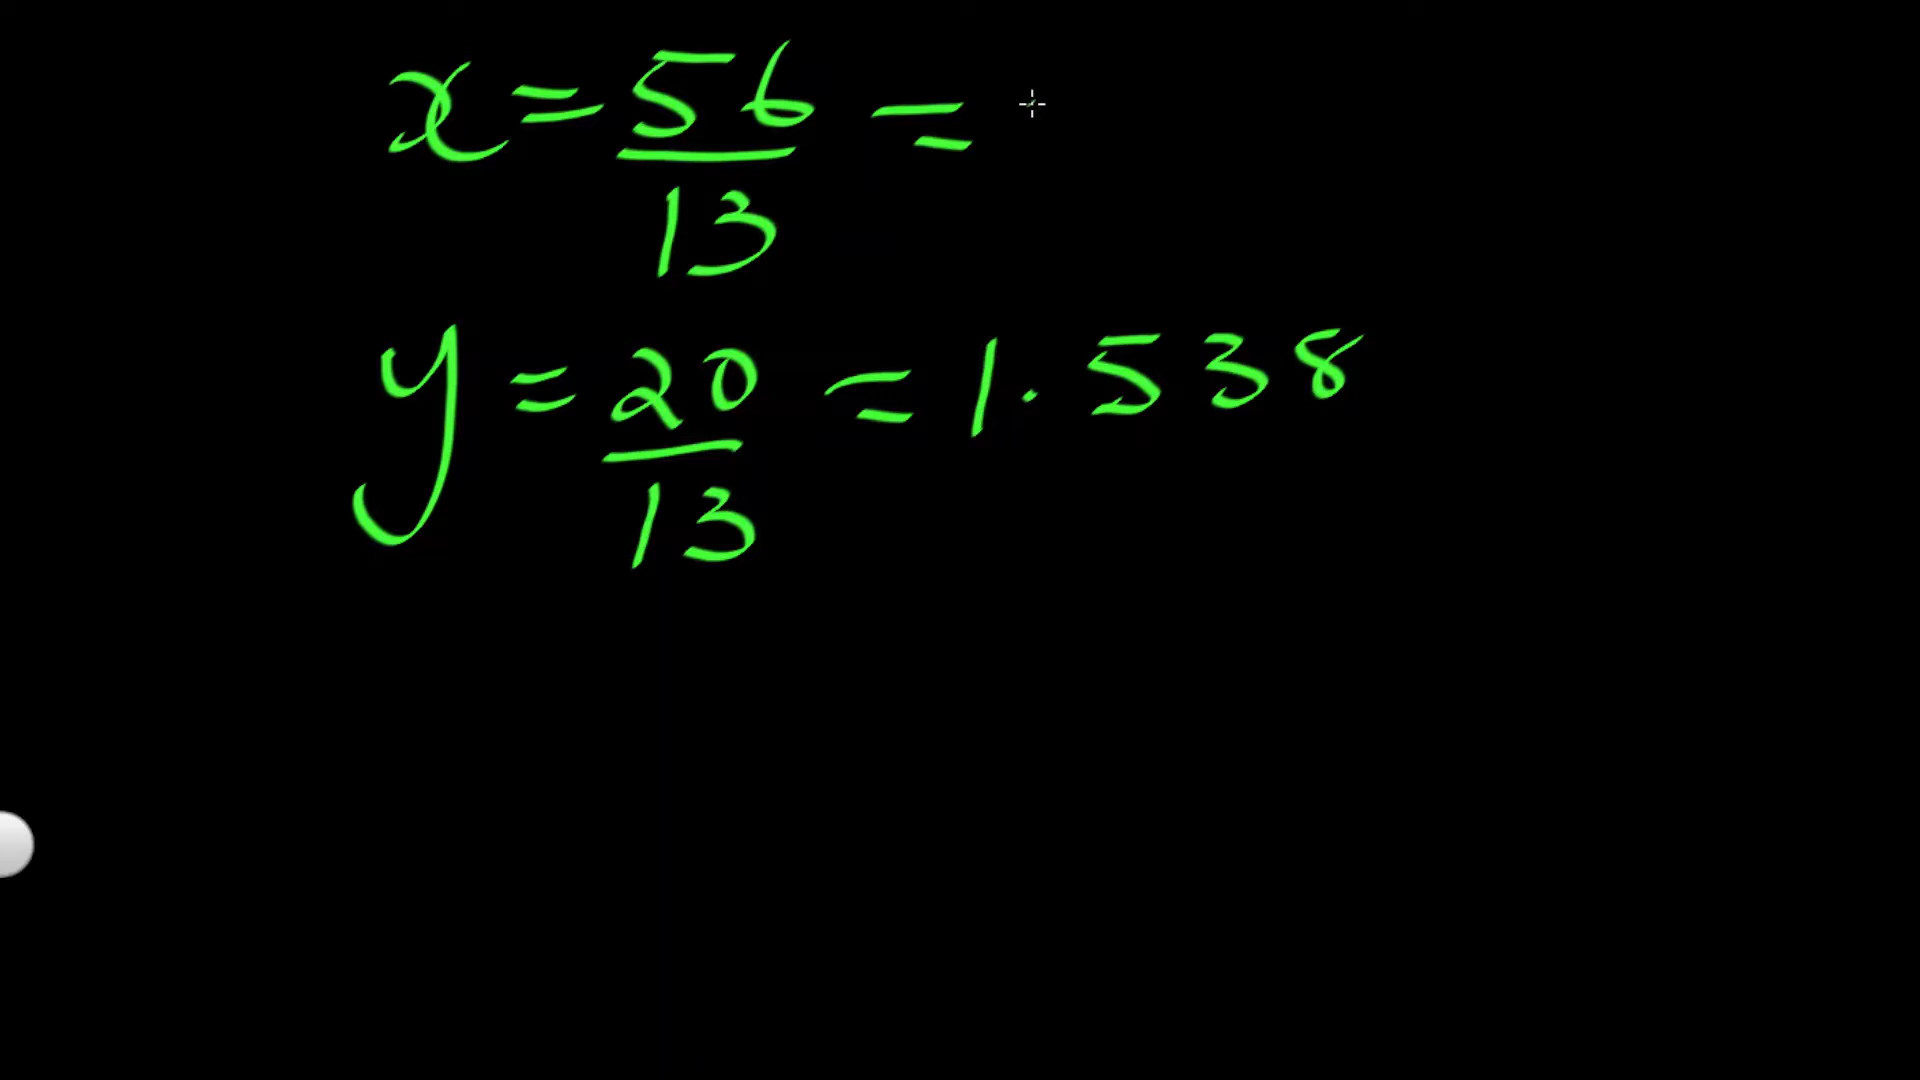 x = 56/13 =
y = 20/13 = 1.538